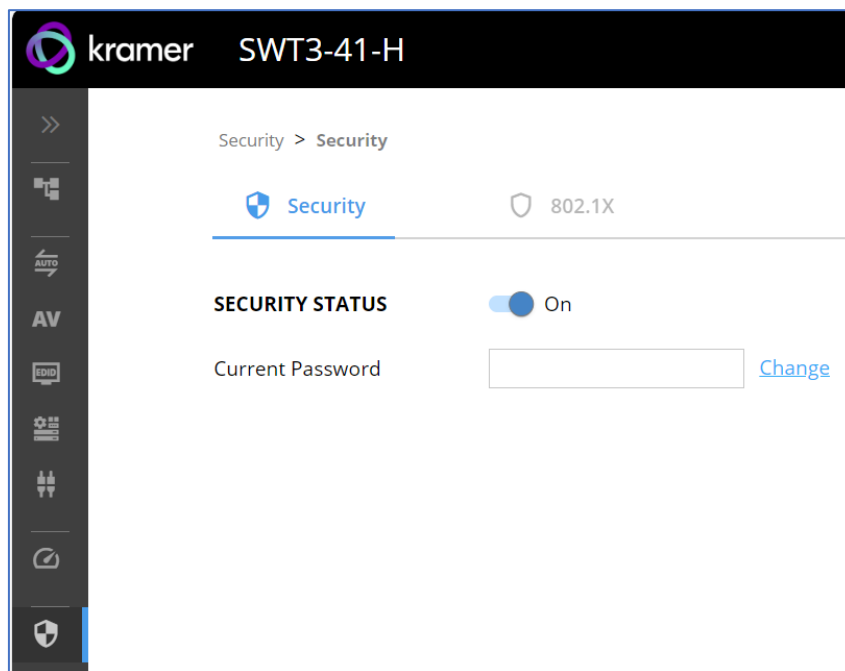 kramer SWT3-41-H
Security > Security
Security 802.1X
AUTO
SECURITY STATUS On
AV
Current Password Change
EDID